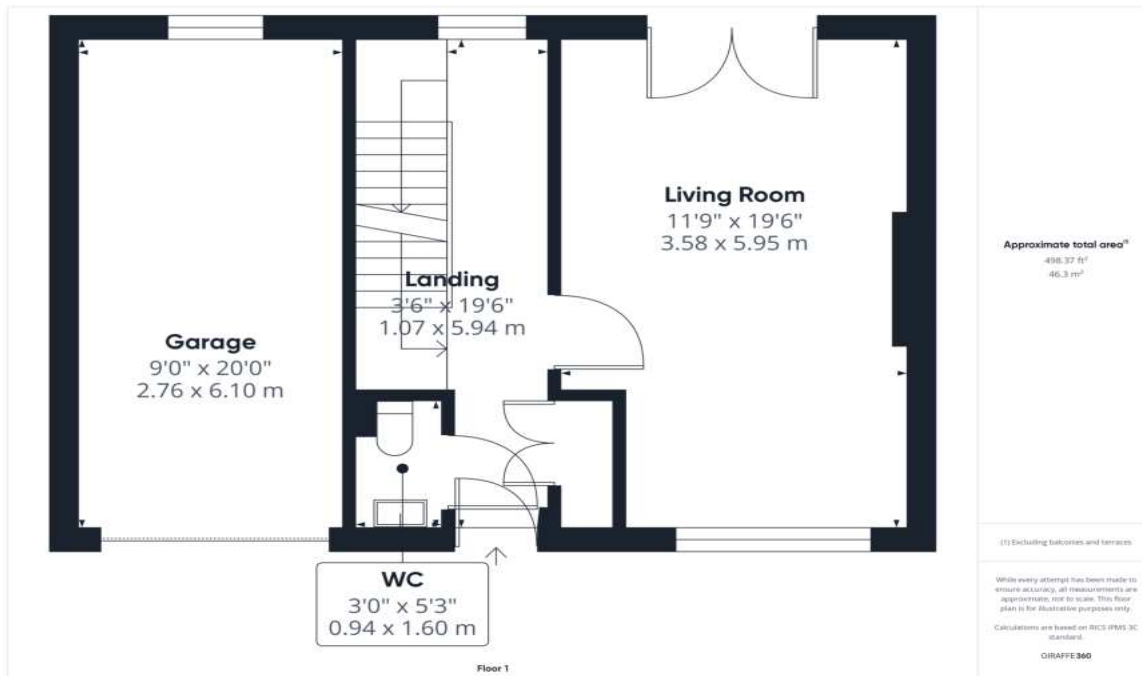 Living Room
11'9" x 19'6"
3.58 x 5.95 m
Landing
3'6" x 19'6"
1.07 x 5.94 m
Garage
9'0" x 20'0"
2.76 x 6.10 m
WC
3'0" x 5'3"
0.94 x 1.60 m
Floor 1
Approximate total area⁽¹⁾
498.37 ft²
46.3 m²
(1) Excluding balconies and terraces
While every attempt has been made to
ensure accuracy, all measurements are
approximate, not to scale. This floor
plan is for illustrative purposes only.
Calculations are based on RICS IPMS 3C
standard.
GIRAFFE360